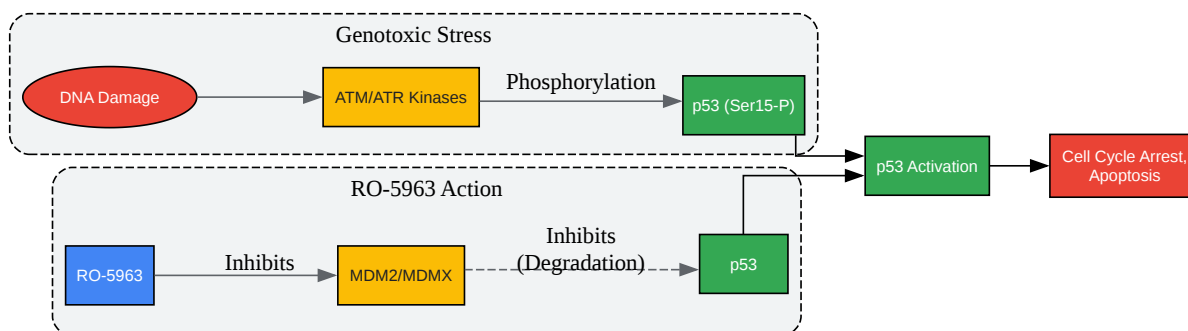 Genotoxic Stress
DNA Damage
ATM/ATR Kinases
Phosphorylation
p53 (Ser15-P)
p53 Activation
Cell Cycle Arrest,
Apoptosis
RO-5963 Action
RO-5963
Inhibits
MDM2/MDMX
Inhibits
(Degradation)
p53